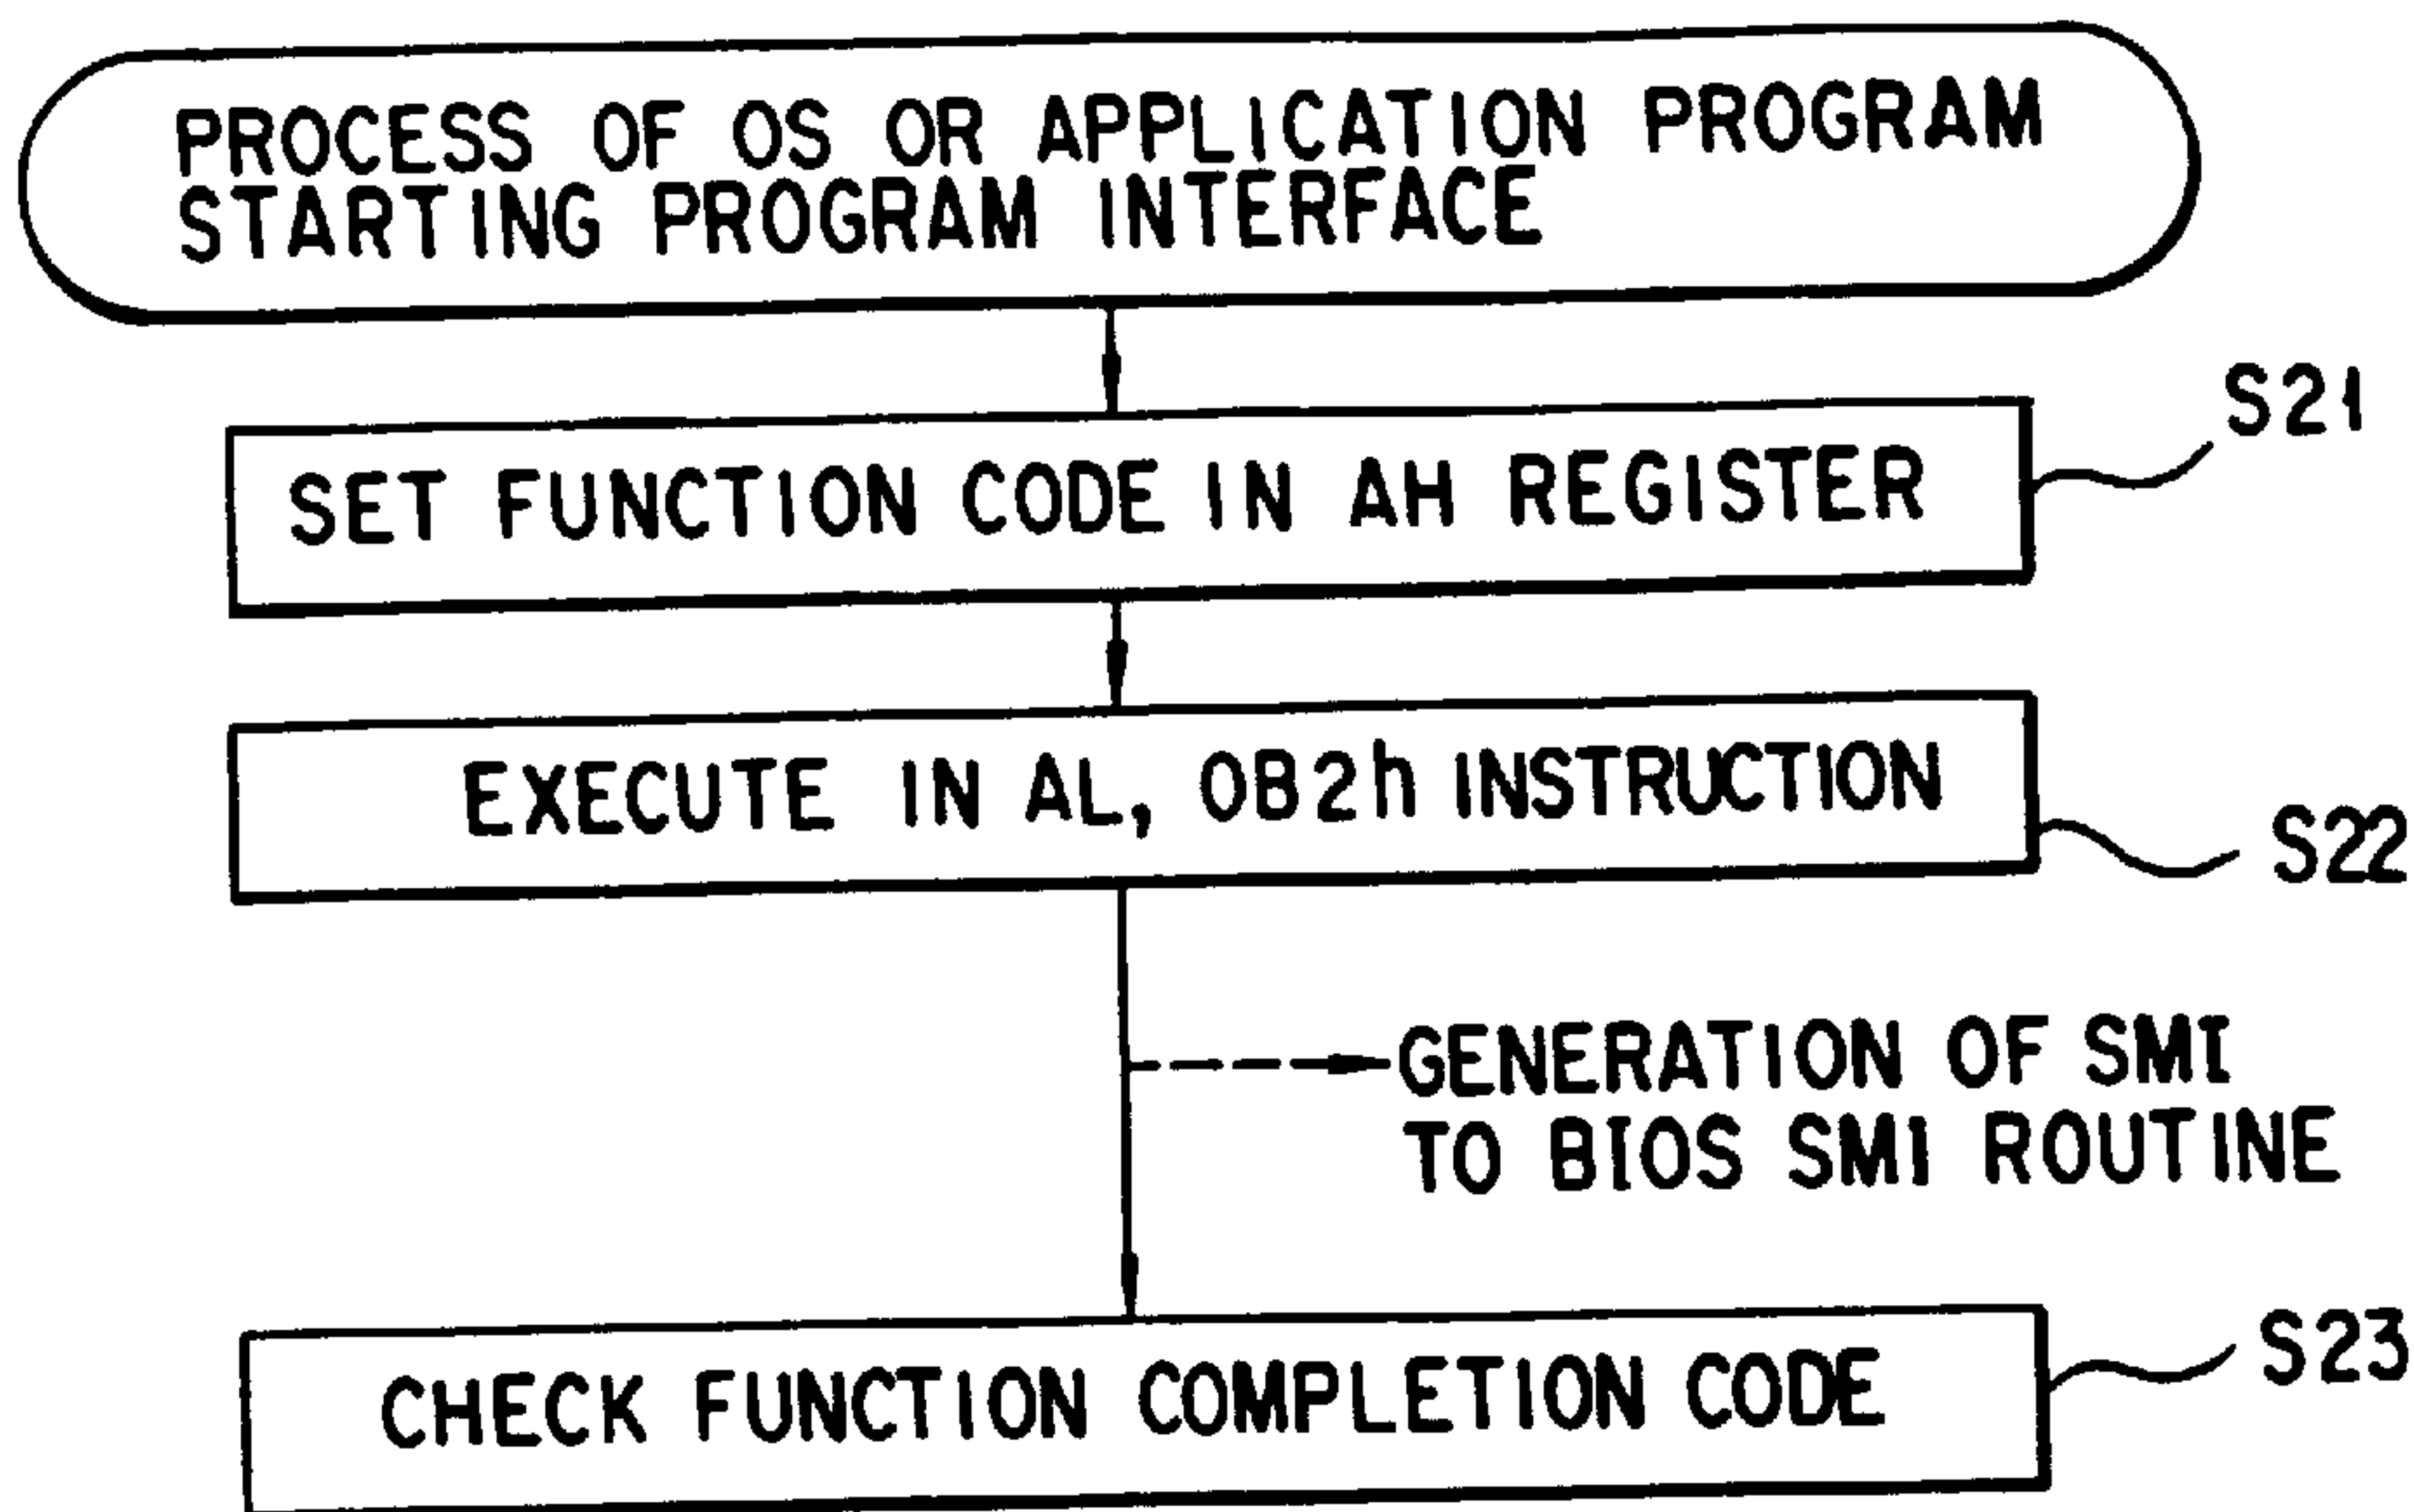 PROCESS OF OS OR APPLICATION PROGRAM
STARTING PROGRAM INTERFACE
S21
SET FUNCTION CODE IN AH REGISTER
EXECUTE IN AL, 0B2h INSTRUCTION
S22
GENERATION OF SMI
TO BIOS SMI ROUTINE
S23
CHECK FUNCTION COMPLETION CODE